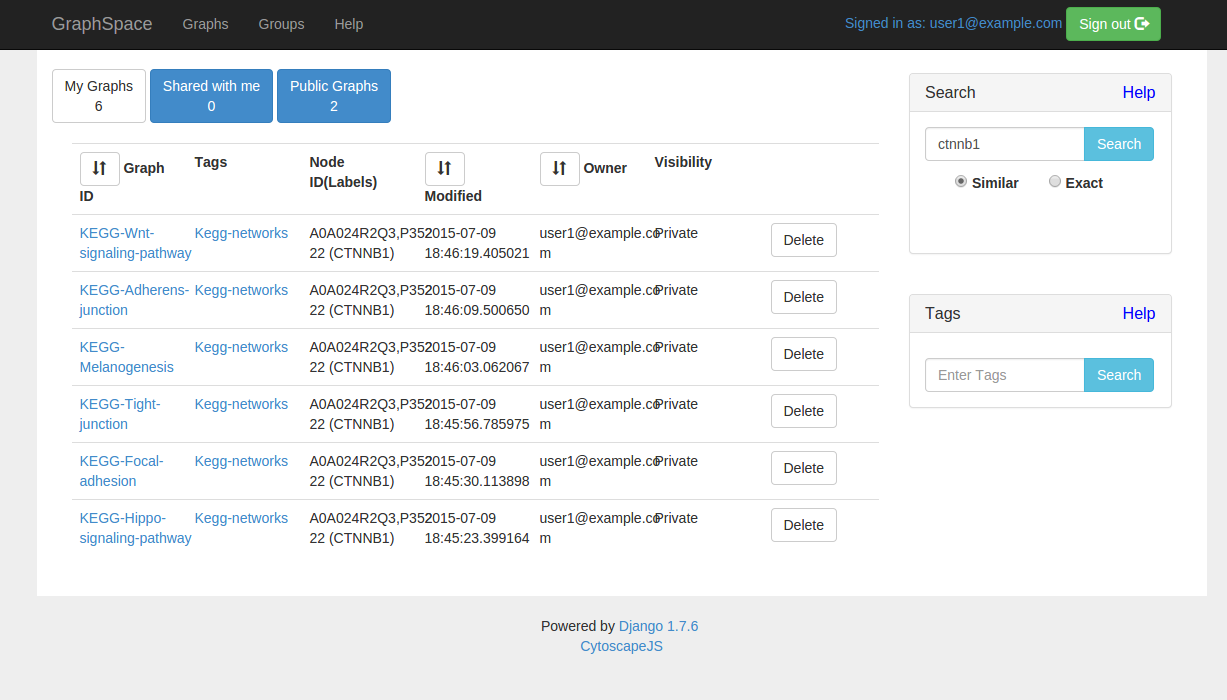 GraphSpace Graphs Groups Help Signed in as: user1@example.com Sign out
My Graphs
6
Shared with me
0
Public Graphs
2
Graph ID Tags Node ID(Labels) Modified Owner Visibility
KEGG-Wnt-signaling-pathway Kegg-networks A0A024R2Q3,P35222 (CTNNB1) 2015-07-09 18:46:19.405021 user1@example.com Private Delete
KEGG-Adherens-junction Kegg-networks A0A024R2Q3,P35222 (CTNNB1) 2015-07-09 18:46:09.500650 user1@example.com Private Delete
KEGG-Melanogenesis Kegg-networks A0A024R2Q3,P35222 (CTNNB1) 2015-07-09 18:46:03.062067 user1@example.com Private Delete
KEGG-Tight-junction Kegg-networks A0A024R2Q3,P35222 (CTNNB1) 2015-07-09 18:45:56.785975 user1@example.com Private Delete
KEGG-Focal-adhesion Kegg-networks A0A024R2Q3,P35222 (CTNNB1) 2015-07-09 18:45:30.113898 user1@example.com Private Delete
KEGG-Hippo-signaling-pathway Kegg-networks A0A024R2Q3,P35222 (CTNNB1) 2015-07-09 18:45:23.399164 user1@example.com Private Delete
Search Help
ctnnb1 Search
Similar Exact
Tags Help
Enter Tags Search
Powered by Django 1.7.6
CytoscapeJS